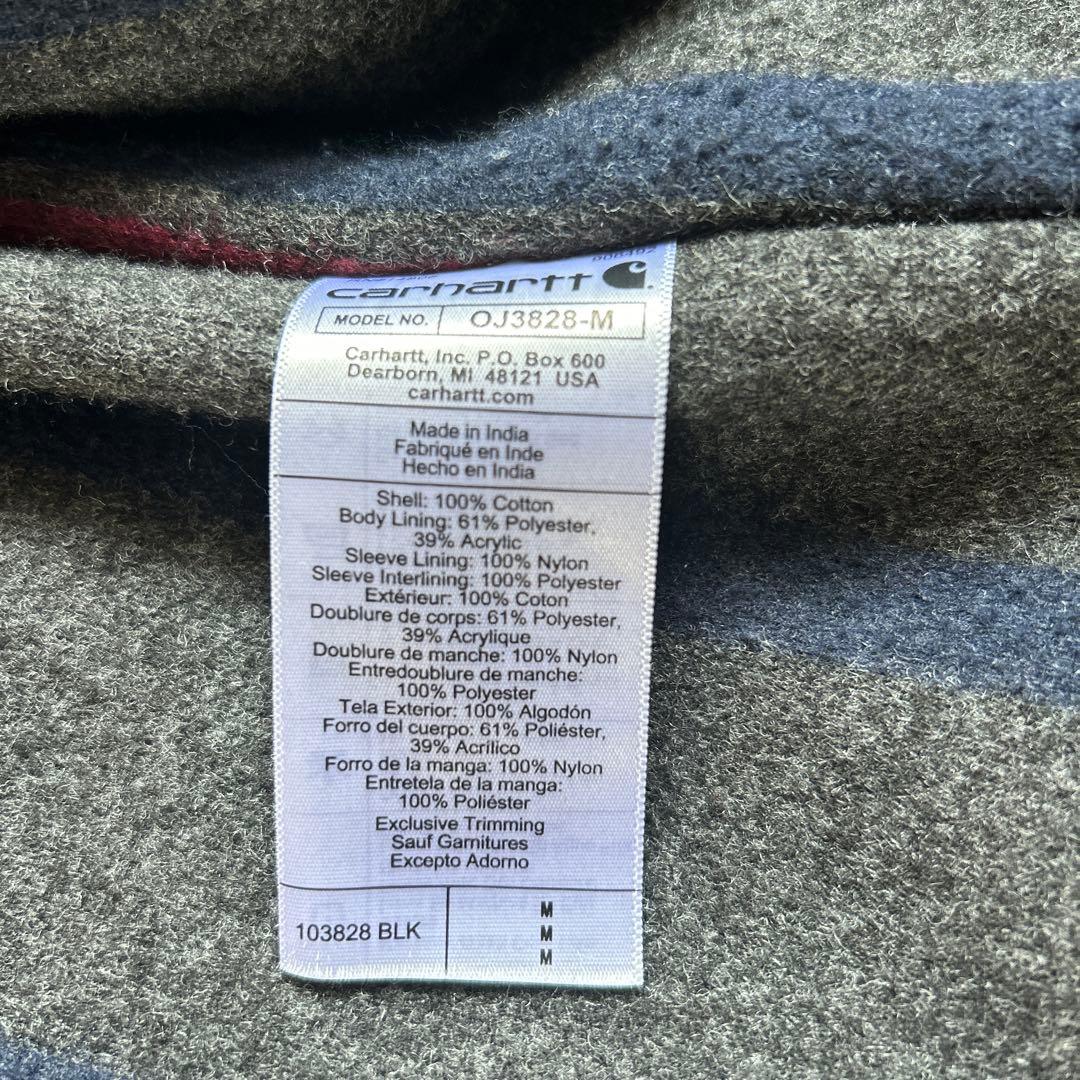 carhartt
MODEL NO. OJ3828-M
Carhartt, Inc. P.O. Box 600
Dearborn, MI 48121 USA
carhartt.com
Made in India
Fabriqué en Inde
Hecho en India
Shell: 100% Cotton
Body Lining: 61% Polyester,
39% Acrylic
Sleeve Lining: 100% Nylon
Sleeve Interlining: 100% Polyester
Extérieur: 100% Coton
Doublure de corps: 61% Polyester,
39% Acrylique
Doublure de manche: 100% Nylon
Entredoublure de manche:
100% Polyester
Tela Exterior: 100% Algodón
Forro del cuerpo: 61% Poliéster,
39% Acrílico
Forro de la manga: 100% Nylon
Entretela de la manga:
100% Poliéster
Exclusive Trimming
Sauf Garnitures
Excepto Adorno
103828 BLK
M
M
M